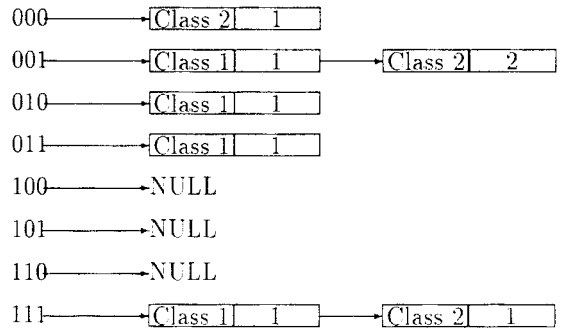 000 Class 2 1
001 Class 1 1 Class 2 2
010 Class 1 1
011 Class 1 1
100 NULL
101 NULL
110 NULL
111 Class 1 1 Class 2 1